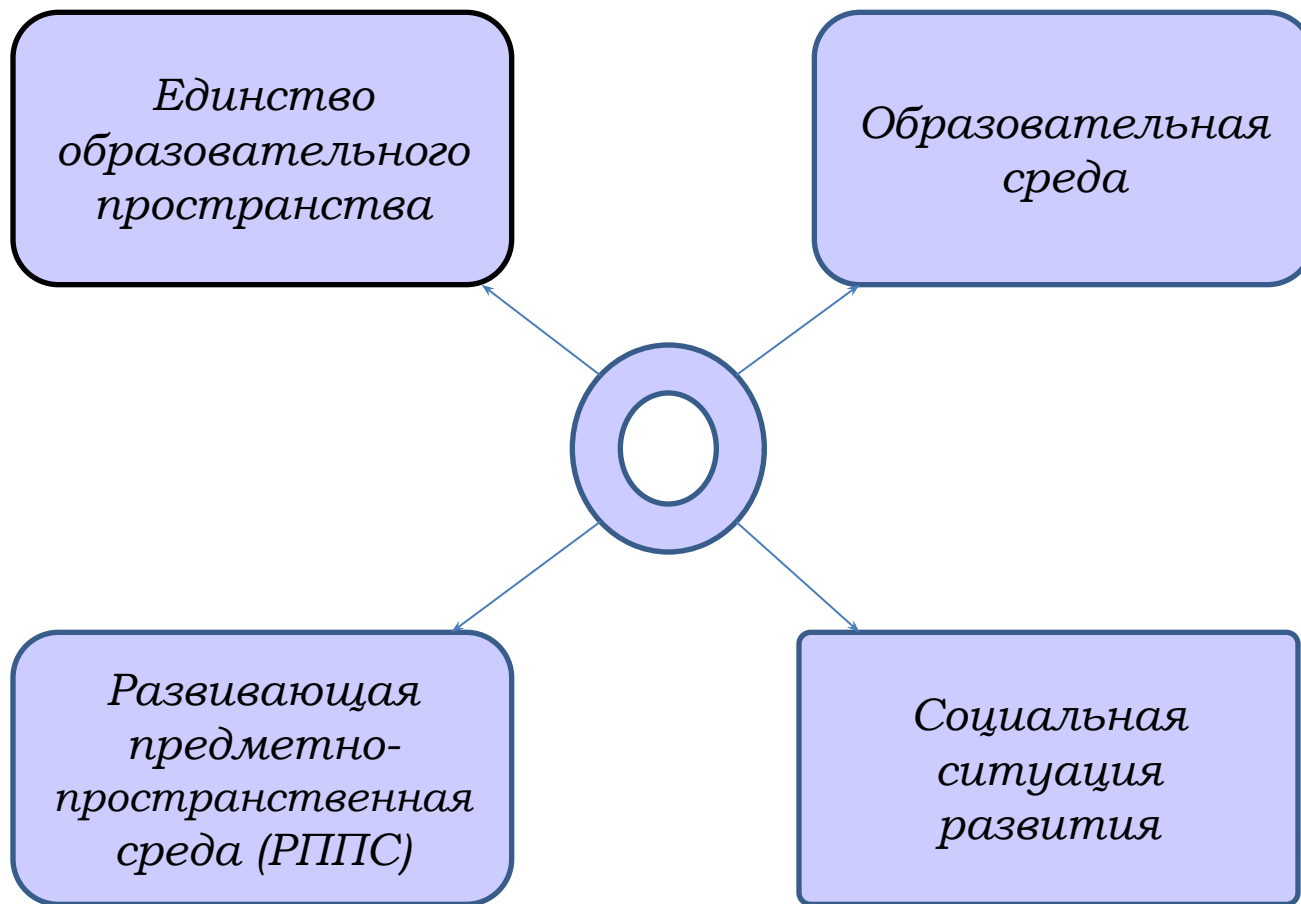 Единство
образовательного
пространства
Образовательная
среда
Развивающая
предметно-
пространственная
среда (РППС)
Социальная
ситуация
развития